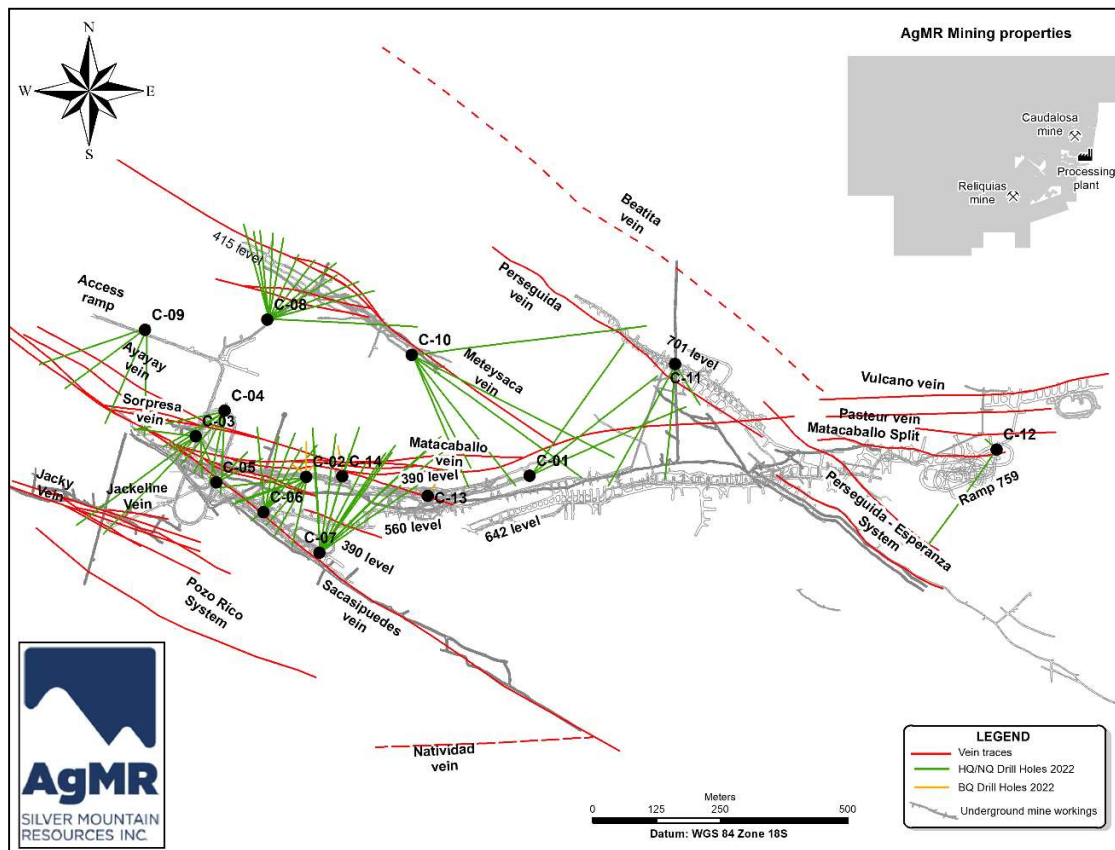 N
W
E
S
AgMR Mining properties
Caudalosa
mine
Processing
plant
Reliquias
mine
Beatita
vein
415 level
Perseguida
vein
Access
ramp
C-09
C-08
C-10
Ayayay
vein
Meteysaca
vein
701 level
C-11
Vulcano vein
Pasteur vein
Matacaballo Split
C-12
Sorpresa
vein
C-04
C-03
Matacaballo
vein
390 level
C-05
C-02
C-14
C-01
C-13
Jacky
Vein
Jackeline
Vein
C-06
560 level
642 level
Ramp 759
C-07
390 level
Perseguida - Esperanza
System
Pozo Rico
System
Sacasipuedes
vein
Natividad
vein
AgMR
SILVER MOUNTAIN
RESOURCES INC.
Meters
0 125 250 500
Datum: WGS 84 Zone 18S
LEGEND
Vein traces
HQ/NQ Drill Holes 2022
BQ Drill Holes 2022
Underground mine workings